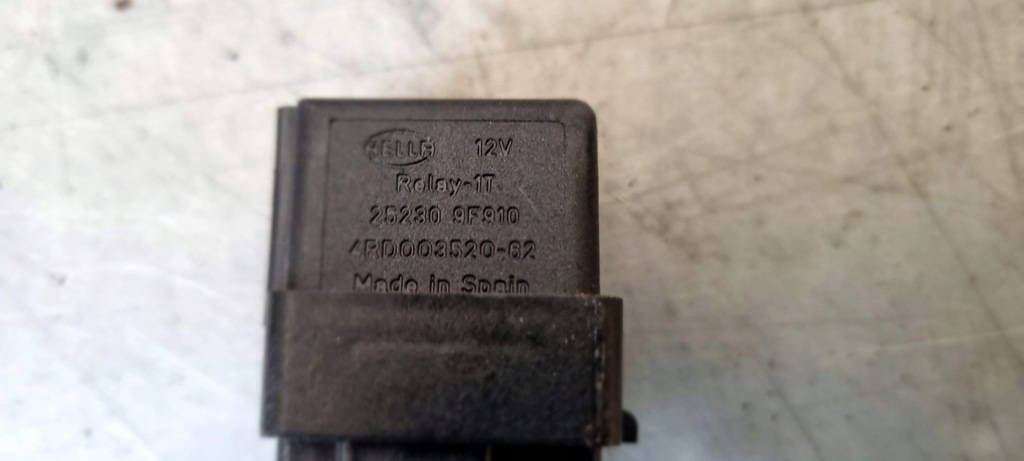 HELLA 12V
Relay-1T
25230 9F910
4RD003520-62
Made in Spain